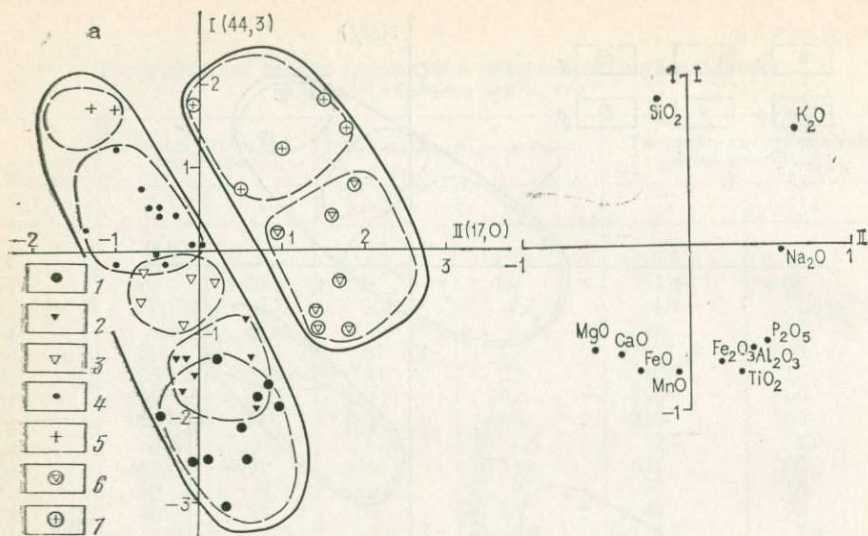 а
I (44,3)
2
1
II (17,0)
-2
-1
1
2
3
-1
-2
-3
1
2
3
4
5
6
7
1
I
SiO₂
K₂O
II
-1
1
Na₂O
MgO
CaO
FeO
MnO
Fe₂O₃
Al₂O₃
P₂O₅
TiO₂
-1